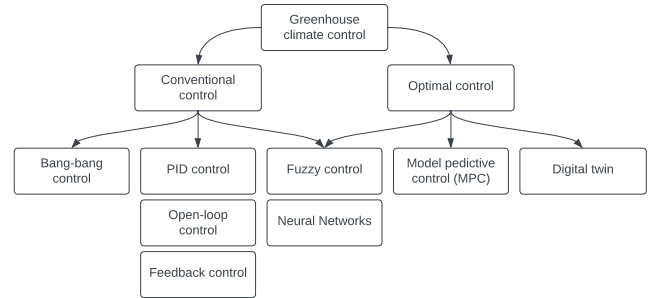 Greenhouse
climate control
Conventional
control
Optimal control
Bang-bang
control
PID control
Fuzzy control
Model pedictive
control (MPC)
Digital twin
Open-loop
control
Neural Networks
Feedback control